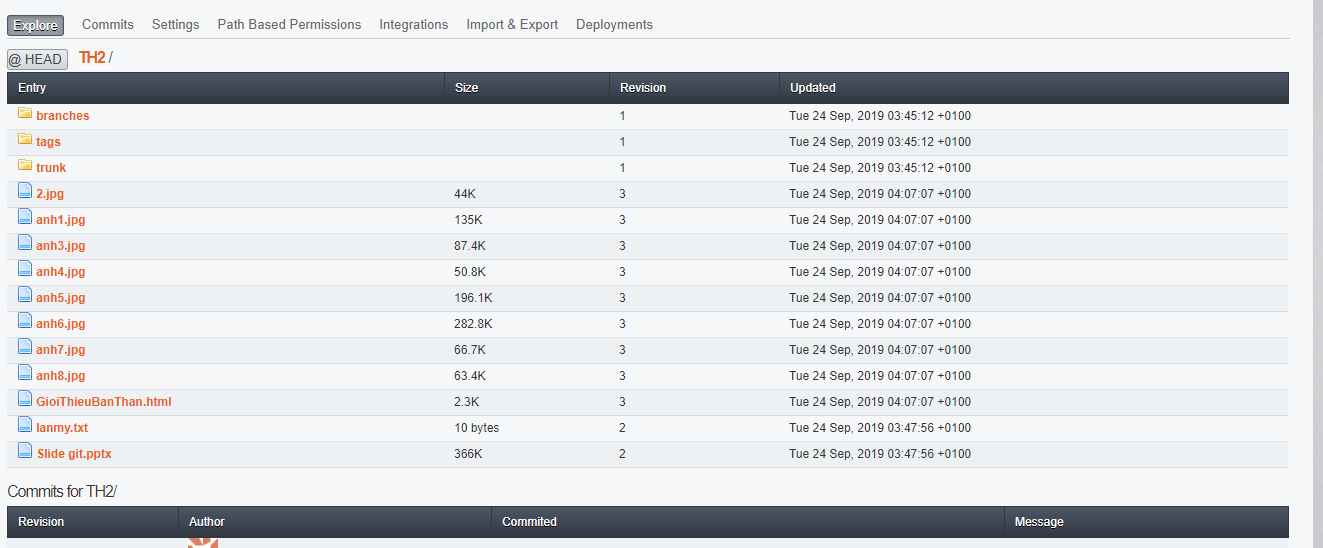 Explore Commits Settings Path Based Permissions Integrations Import & Export Deployments
@ HEAD TH2 /
Entry Size Revision Updated
branches 1 Tue 24 Sep, 2019 03:45:12 +0100
tags 1 Tue 24 Sep, 2019 03:45:12 +0100
trunk 1 Tue 24 Sep, 2019 03:45:12 +0100
2.jpg 44K 3 Tue 24 Sep, 2019 04:07:07 +0100
anh1.jpg 135K 3 Tue 24 Sep, 2019 04:07:07 +0100
anh3.jpg 87.4K 3 Tue 24 Sep, 2019 04:07:07 +0100
anh4.jpg 50.8K 3 Tue 24 Sep, 2019 04:07:07 +0100
anh5.jpg 196.1K 3 Tue 24 Sep, 2019 04:07:07 +0100
anh6.jpg 282.8K 3 Tue 24 Sep, 2019 04:07:07 +0100
anh7.jpg 66.7K 3 Tue 24 Sep, 2019 04:07:07 +0100
anh8.jpg 63.4K 3 Tue 24 Sep, 2019 04:07:07 +0100
GioiThieuBanThan.html 2.3K 3 Tue 24 Sep, 2019 04:07:07 +0100
lanmy.txt 10 bytes 2 Tue 24 Sep, 2019 03:47:56 +0100
Slide git.pptx 366K 2 Tue 24 Sep, 2019 03:47:56 +0100
Commits for TH2/
Revision Author Commited Message